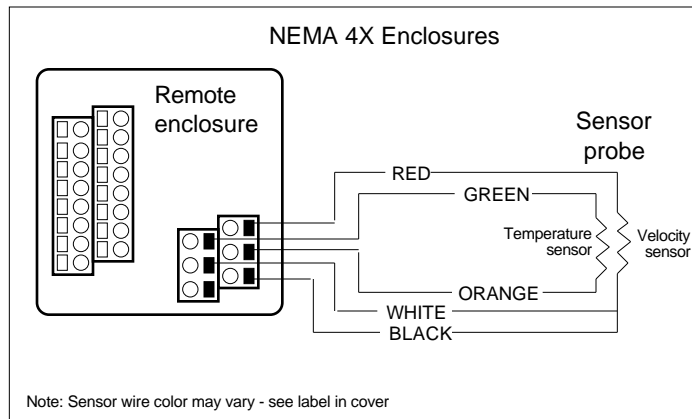 NEMA 4X Enclosures
Remote
enclosure
Sensor
probe
RED
GREEN
Temperature
sensor
Velocity
sensor
ORANGE
WHITE
BLACK
Note: Sensor wire color may vary - see label in cover